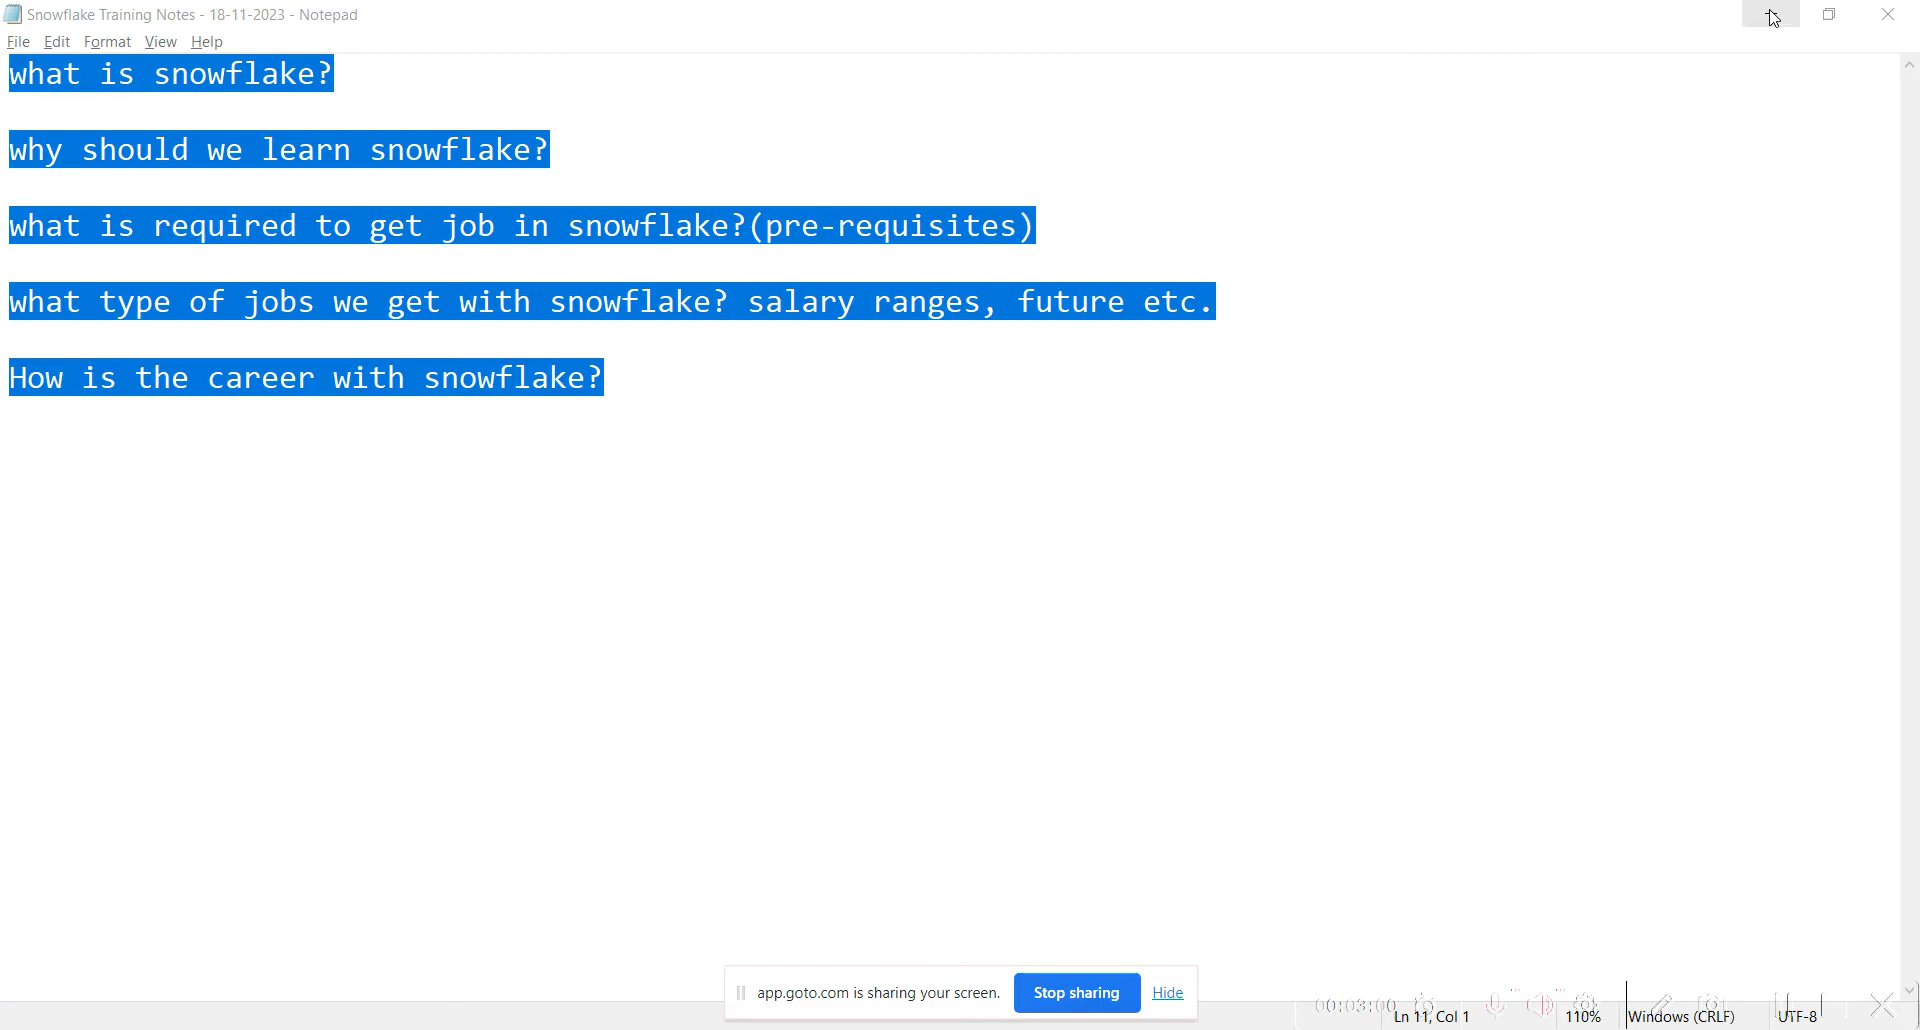 Snowflake Training Notes - 18-11-2023 - Notepad
File Edit Format View Help
what is snowflake?
why should we learn snowflake?
what is required to get job in snowflake?(pre-requisites)
what type of jobs we get with snowflake? salary ranges, future etc.
How is the career with snowflake?
app.goto.com is sharing your screen. Stop sharing Hide
00:03:00
Ln 11, Col 1 110% Windows (CRLF) UTF-8